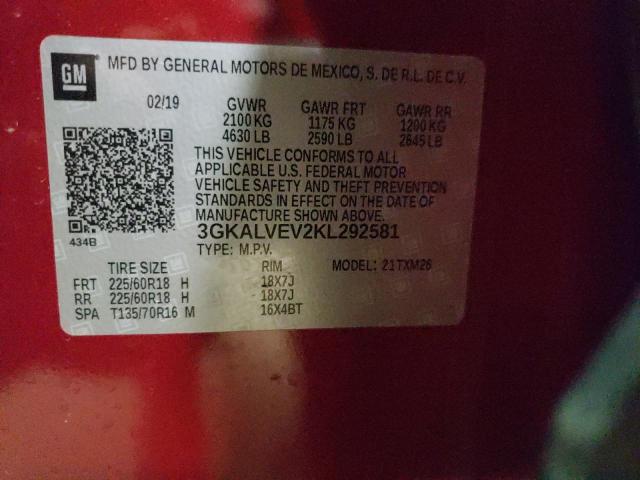 GM
MFD BY GENERAL MOTORS DE MEXICO, S. DE R.L. DE C.V.
02/19 GVWR GAWR FRT GAWR RR
2100 KG 1175 KG 1200 KG
4630 LB 2590 LB 2645 LB
THIS VEHICLE CONFORMS TO ALL
APPLICABLE U.S. FEDERAL MOTOR
VEHICLE SAFETY AND THEFT PREVENTION
STANDARDS IN EFFECT ON THE DATE OF
MANUFACTURE SHOWN ABOVE.
434B
3GKALVEV2KL292581
TYPE: M.P.V.
TIRE SIZE RIM MODEL: 21TXM26
FRT 225/60R18 H 18X7J
RR 225/60R18 H 18X7J
SPA T135/70R16 M 16X4BT